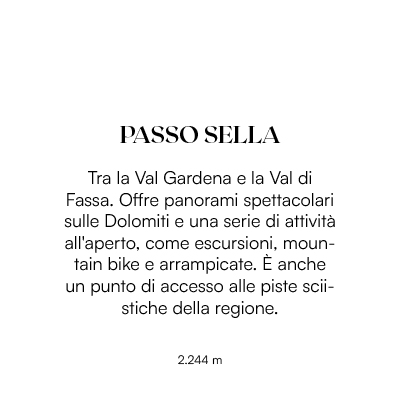 PASSO SELLA
Tra la Val Gardena e la Val di
Fassa. Offre panorami spettacolari
sulle Dolomiti e una serie di attività
all'aperto, come escursioni, moun-
tain bike e arrampicate. È anche
un punto di accesso alle piste scii-
stiche della regione.
2.244 m